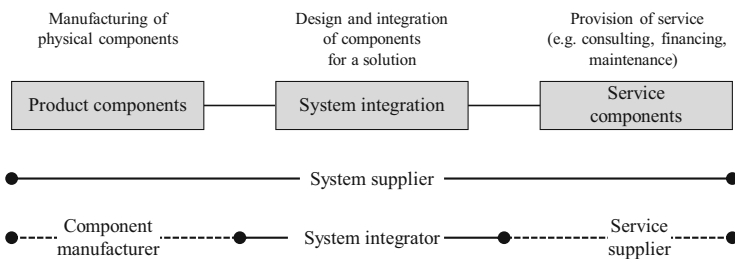 Manufacturing of
physical components
Design and integration
of components
for a solution
Provision of service
(e.g. consulting, financing,
maintenance)
Product components
System integration
Service
components
System supplier
Component
manufacturer
System integrator
Service
supplier